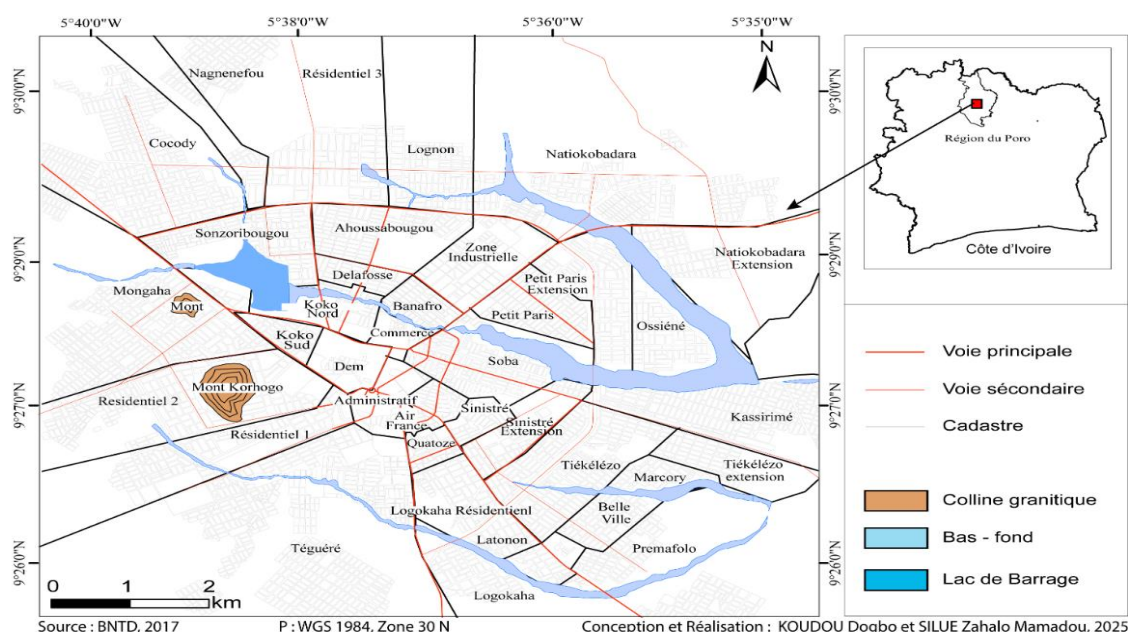 5°40'0"W 5°38'0"W 5°36'0"W 5°35'0"W
N
9°30'0"N
9°29'0"N
9°27'0"N
9°26'0"N
9°30'0"N
9°29'0"N
9°27'0"N
9°26'0"N
Nagnenefou
Résidentiel 3
Cocody
Lognon
Natiokobadara
Sonzoribougou
Ahoussabougou
Zone
Industrielle
Natiokobadara
Extension
Delafosse
Petit Paris
Extension
Mongaha
Mont
Koko
Nord
Banafro
Petit Paris
Ossiéné
Commerce
Koko
Sud
Dem
Soba
Mont Korhogo
Residentiel 2
Administratif
Air
France
Sinistré
Sinistré
Extension
Kassirimé
Résidentiel 1
Quatoze
Tiékélézo
Marcory
Tiékélézo
extension
Logokaha Résidentienl
Belle
Ville
Téguéré
Latonon
Premafolo
Logokaha
0 1 2
km
Région du Poro
Côte d'Ivoire
Voie principale
Voie sécondaire
Cadastre
Colline granitique
Bas - fond
Lac de Barrage
Source : BNTD, 2017 P : WGS 1984, Zone 30 N Conception et Réalisation : KOUDOU Dogbo et SILUE Zahalo Mamadou, 2025